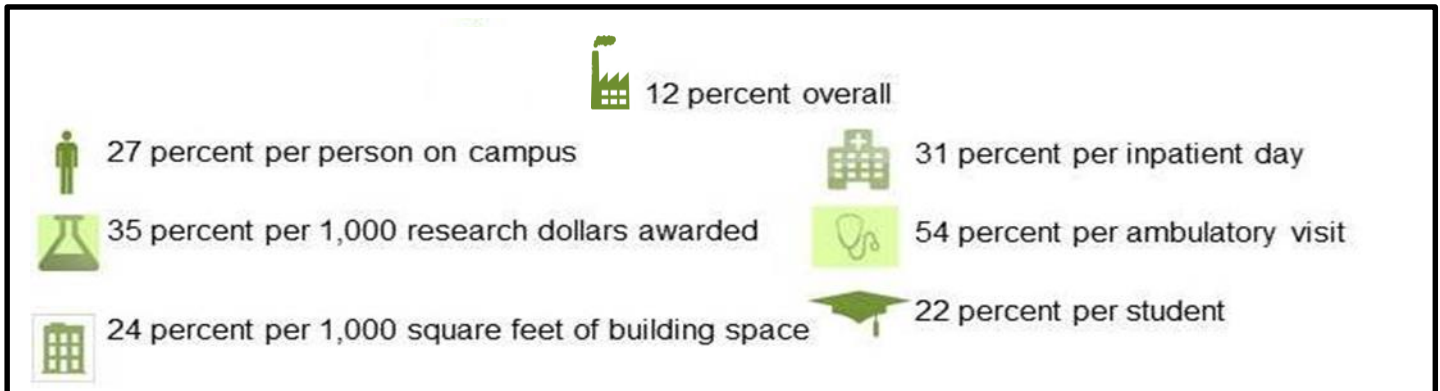 12 percent overall
27 percent per person on campus
31 percent per inpatient day
35 percent per 1,000 research dollars awarded
54 percent per ambulatory visit
24 percent per 1,000 square feet of building space
22 percent per student